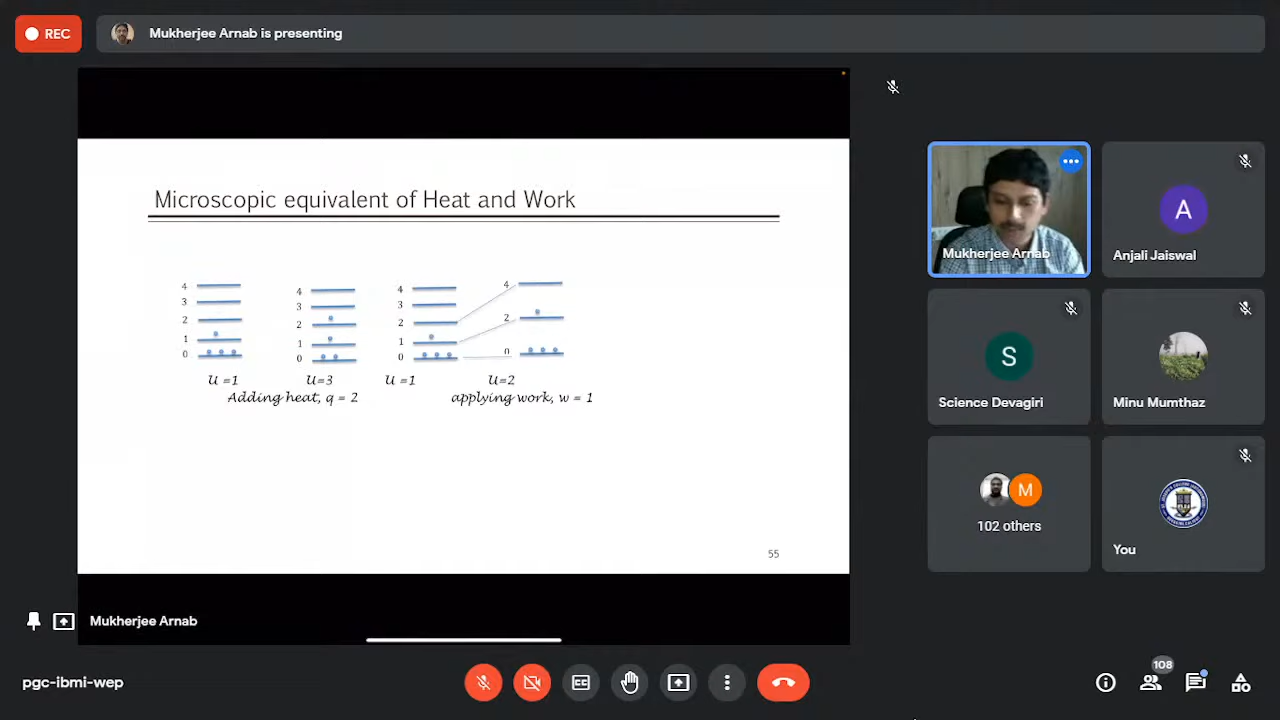 REC
Mukherjee Arnab is presenting
Microscopic equivalent of Heat and Work
4 4 4 4
3 3 3
2 2 2 2
1 1 1
0 0 0 0
U =1 U=3 U =1 U=2
Adding heat, q = 2 applying work, w = 1
55
Mukherjee Arnab
Mukherjee Arnab
A
Anjali Jaiswal
S
Science Devagiri
Minu Mumthaz
M
102 others
You
pgc-ibmi-wep
CC
108